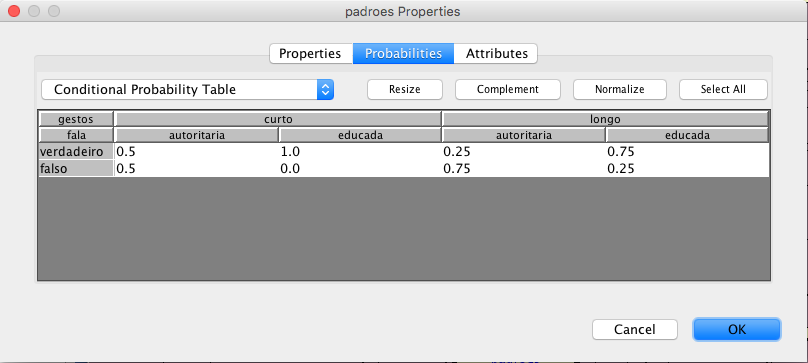 padroes Properties
Properties Probabilities Attributes
Conditional Probability Table Resize Complement Normalize Select All
gestos curto longo
fala autoritaria educada autoritaria educada
verdadeiro 0.5 1.0 0.25 0.75
falso 0.5 0.0 0.75 0.25
Cancel OK